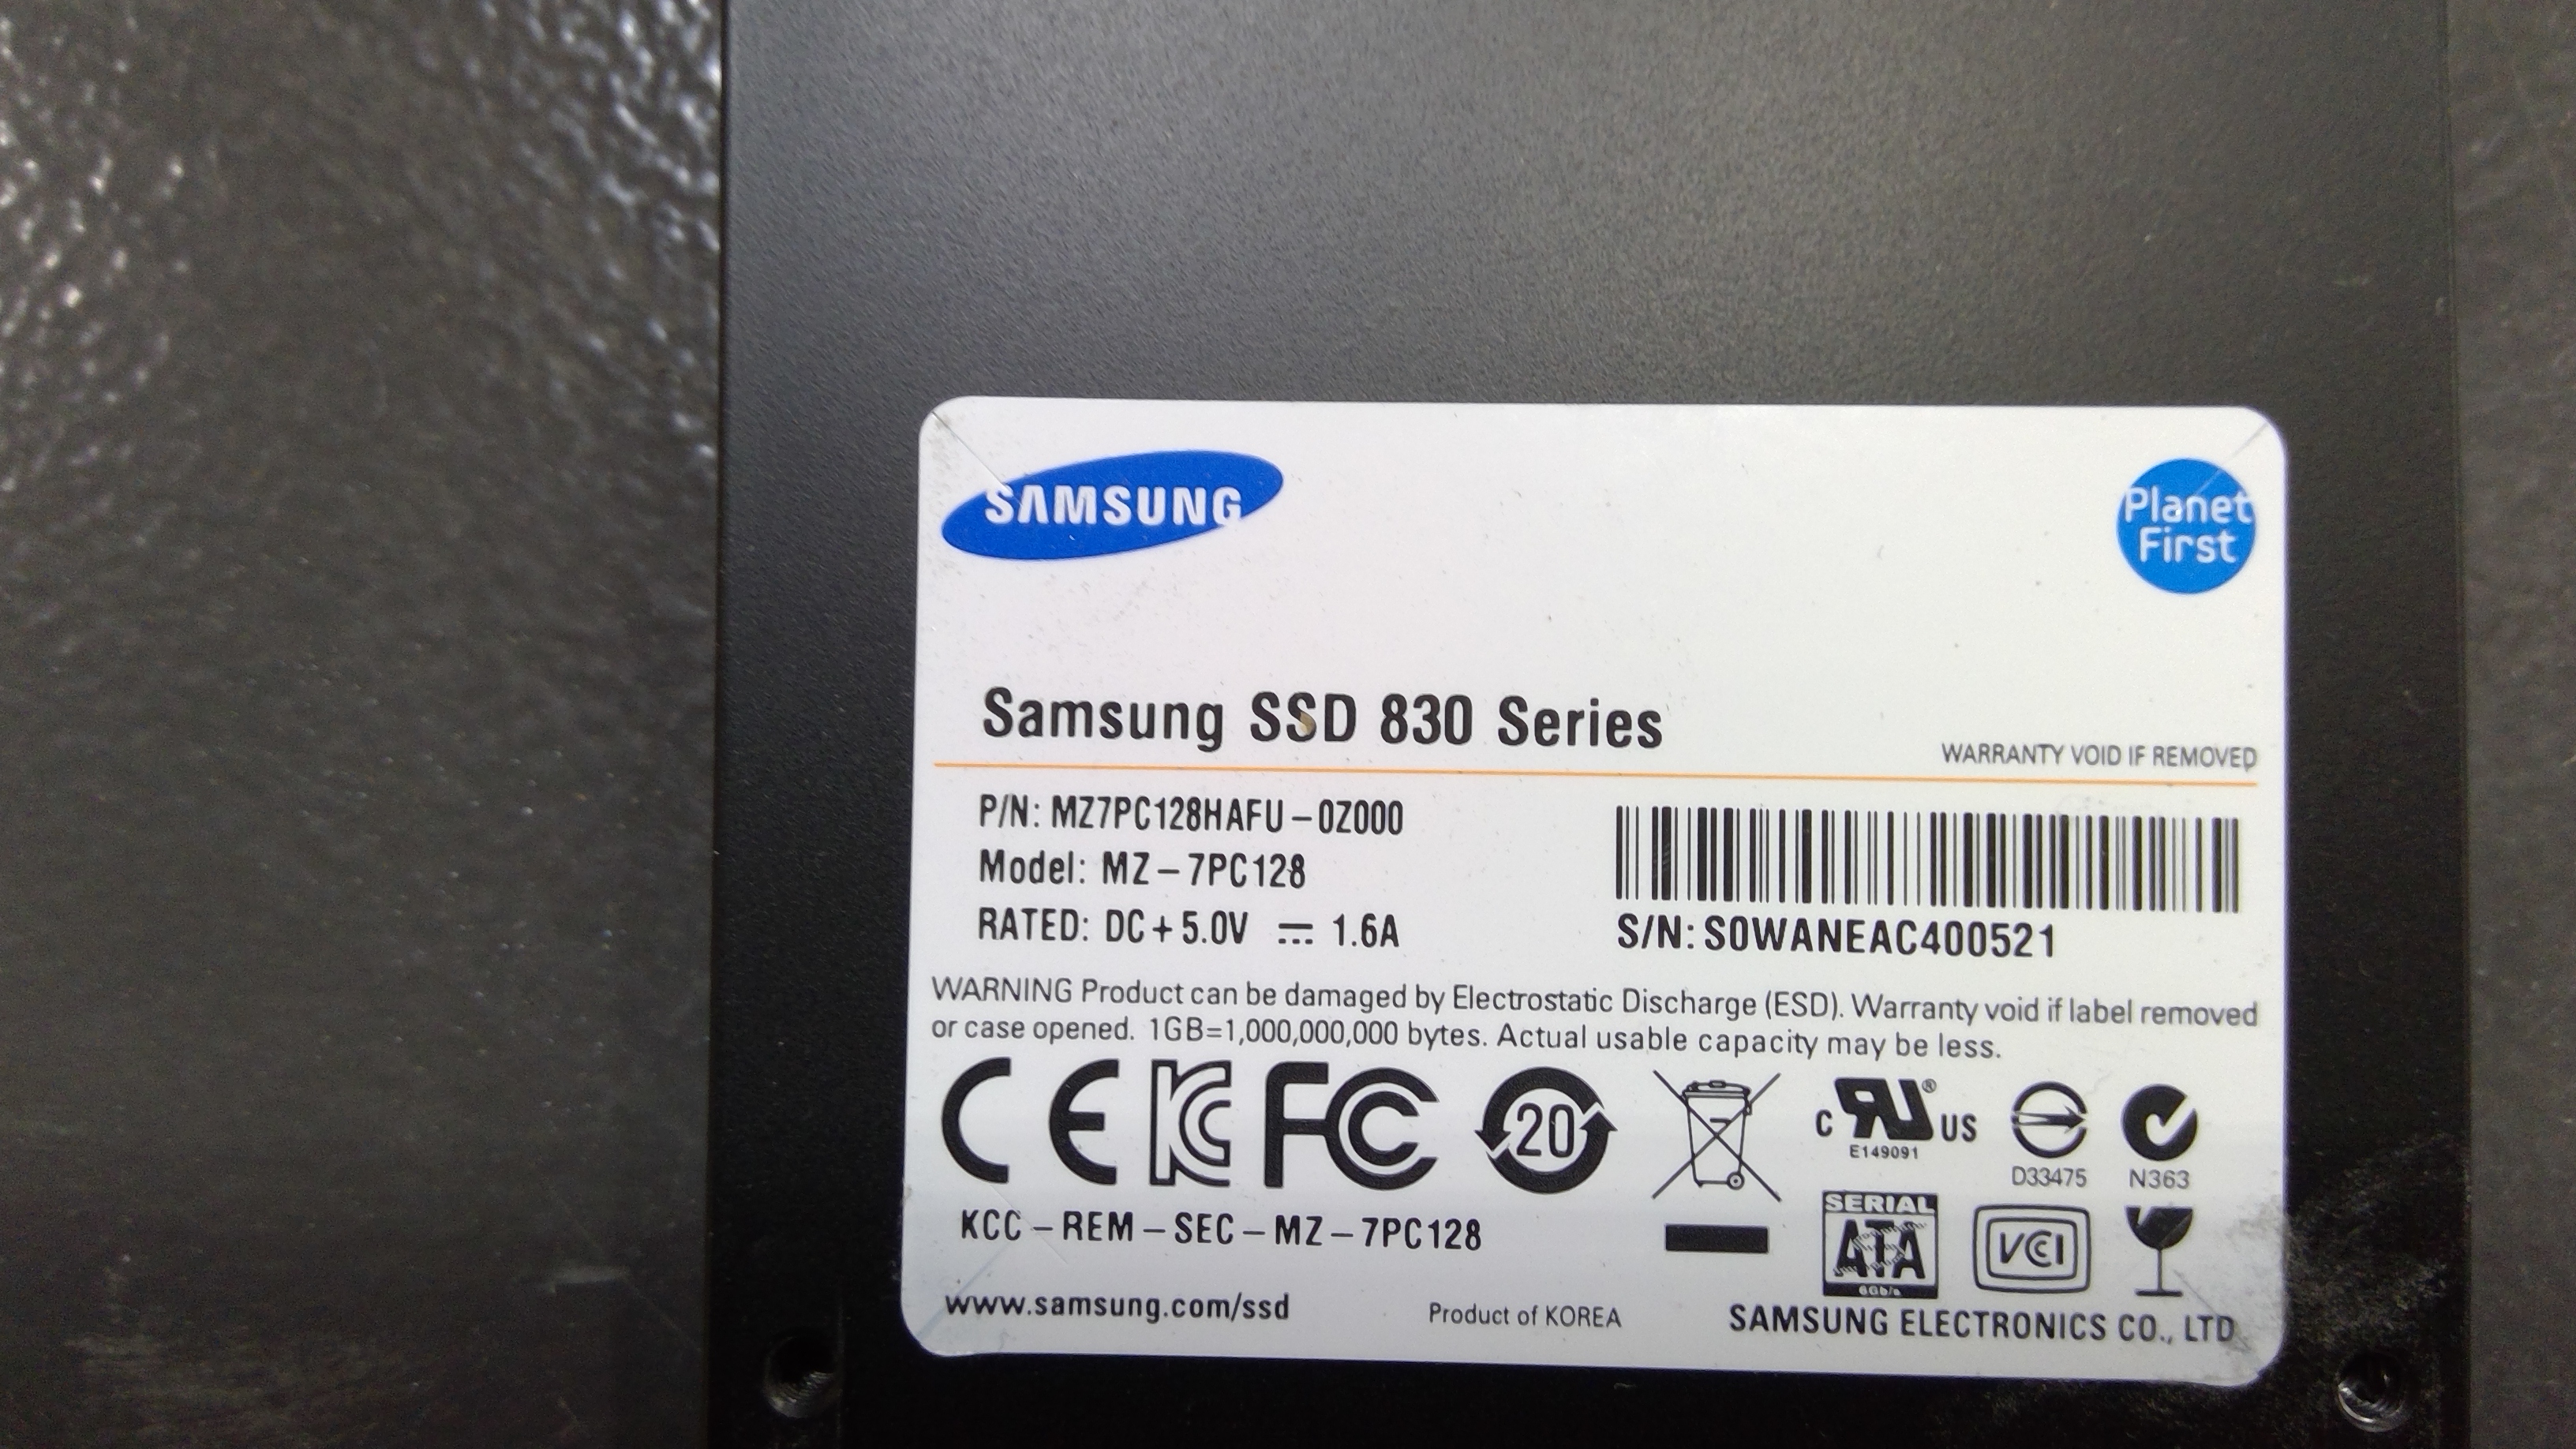 SAMSUNG
Planet
First
Samsung SSD 830 Series
WARRANTY VOID IF REMOVED
P/N: MZ7PC128HAFU-0Z000
Model: MZ-7PC128
RATED: DC+5.0V ⎓ 1.6A
S/N: S0WANEAC400521
WARNING Product can be damaged by Electrostatic Discharge (ESD). Warranty void if label removed
or case opened. 1GB=1,000,000,000 bytes. Actual usable capacity may be less.
CE KC FC 20 c RU® US
E149091
D33475
N363
KCC-REM-SEC-MZ-7PC128
SERIAL
ATA
6Gb/s
VCI
www.samsung.com/ssd
Product of KOREA
SAMSUNG ELECTRONICS CO., LTD